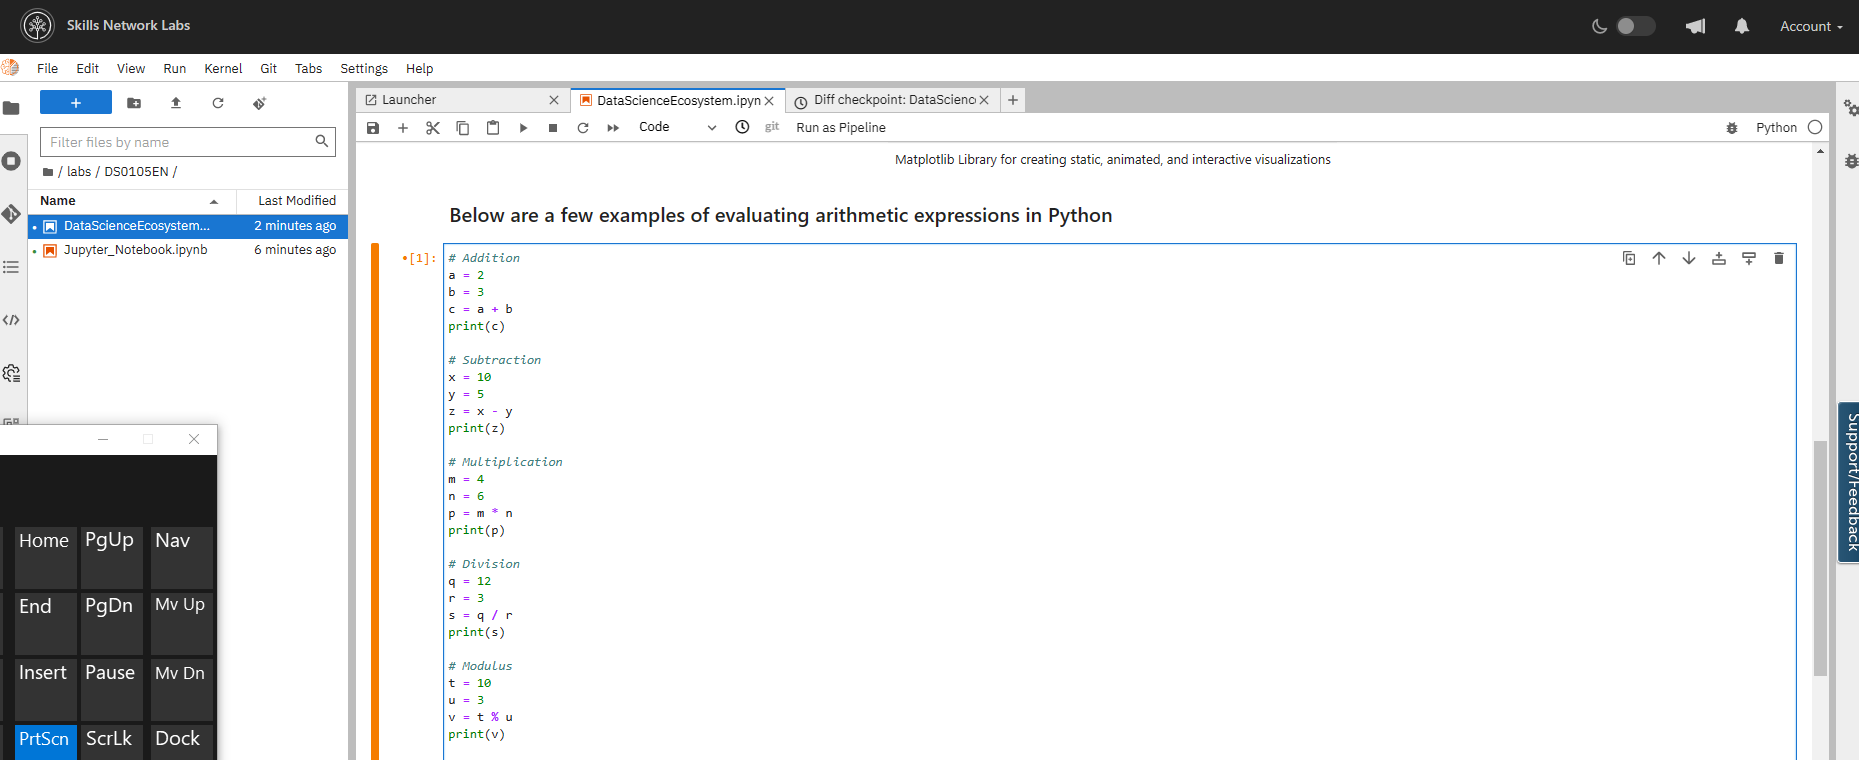 Skills Network Labs
Account
File Edit View Run Kernel Git Tabs Settings Help
+
Launcher
DataScienceEcosystem.ipyn
Diff checkpoint: DataScienc
Code
git
Run as Pipeline
Python
Filter files by name
/ labs / DS0105EN /
Name Last Modified
DataScienceEcosystem... 2 minutes ago
Jupyter_Notebook.ipynb 6 minutes ago
Matplotlib Library for creating static, animated, and interactive visualizations
Below are a few examples of evaluating arithmetic expressions in Python
[1]:
# Addition
a = 2
b = 3
c = a + b
print(c)
# Subtraction
x = 10
y = 5
z = x - y
print(z)
# Multiplication
m = 4
n = 6
p = m * n
print(p)
# Division
q = 12
r = 3
s = q / r
print(s)
# Modulus
t = 10
u = 3
v = t % u
print(v)
Support/Feedback
Home PgUp Nav
End PgDn Mv Up
Insert Pause Mv Dn
PrtScn ScrLk Dock